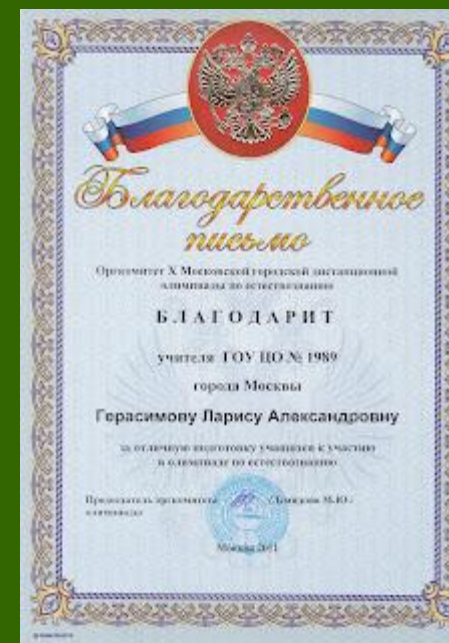 Благодарственное
письмо
Оргкомитет X Московской городской дистанционной
олимпиады по естествознанию
БЛАГОДАРИТ
учителя ГОУ ЦО № 1989
города Москвы
Герасимову Ларису Александровну
за отличную подготовку учащихся к участию
в олимпиаде по естествознанию
Председатель оргкомитета М.Ю.
олимпиады
Москва 2011